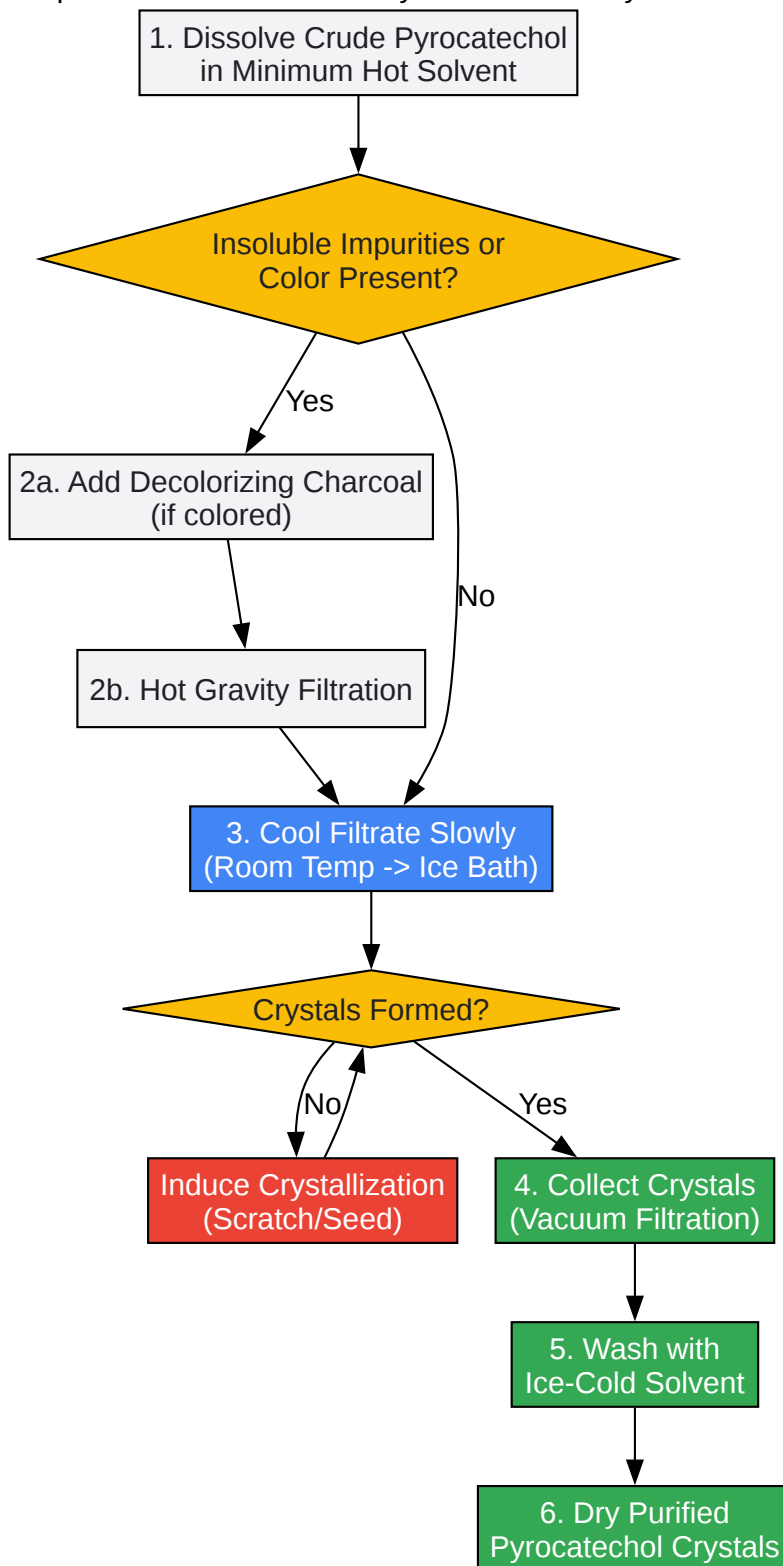 1. Dissolve Crude Pyrocatechol
in Minimum Hot Solvent
Insoluble Impurities or
Color Present?
Yes
2a. Add Decolorizing Charcoal
(if colored)
No
2b. Hot Gravity Filtration
3. Cool Filtrate Slowly
(Room Temp -> Ice Bath)
Crystals Formed?
No
Yes
Induce Crystallization
(Scratch/Seed)
4. Collect Crystals
(Vacuum Filtration)
5. Wash with
Ice-Cold Solvent
6. Dry Purified
Pyrocatechol Crystals